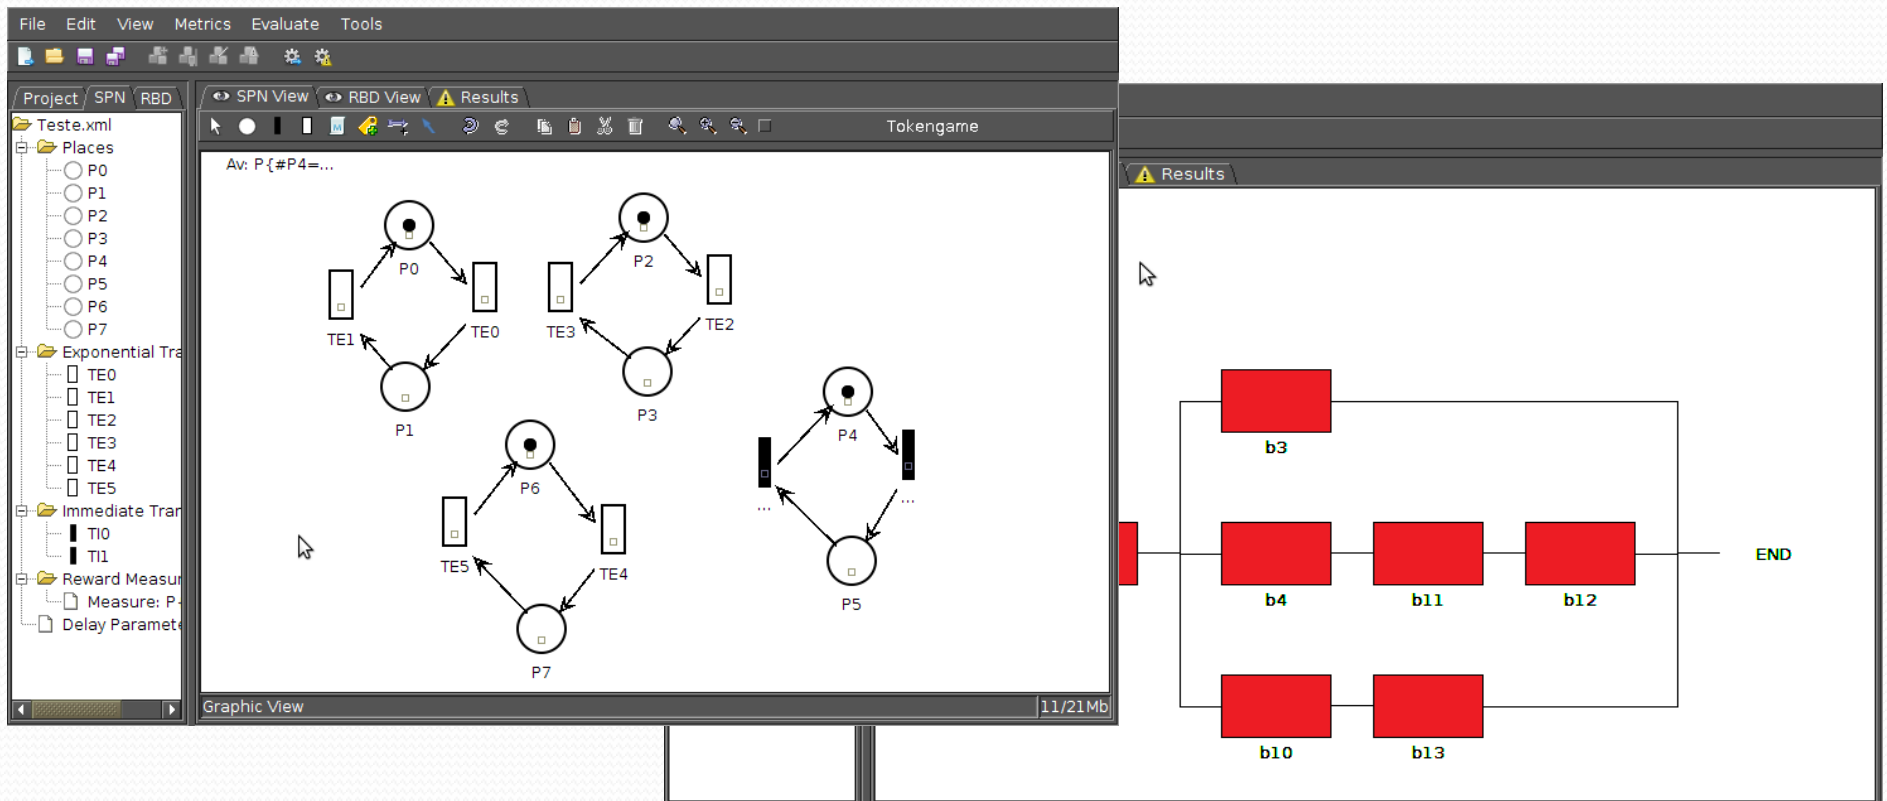 File Edit View Metrics Evaluate Tools
Project SPN RBD
SPN View RBD View Results
Teste.xml
Places
P0
P1
P2
P3
P4
P5
P6
P7
Exponential Tra
TE0
TE1
TE2
TE3
TE4
TE5
Immediate Trar
TI0
TI1
Reward Measur
Measure: P
Delay Paramete
Tokengame
Av: P{#P4=...
P0
TE1
TE0
P1
P2
TE3
TE2
P3
P6
TE5
TE4
P7
P4
...
...
P5
Graphic View
11/21Mb
Results
b3
b4
b11
b12
END
b10
b13